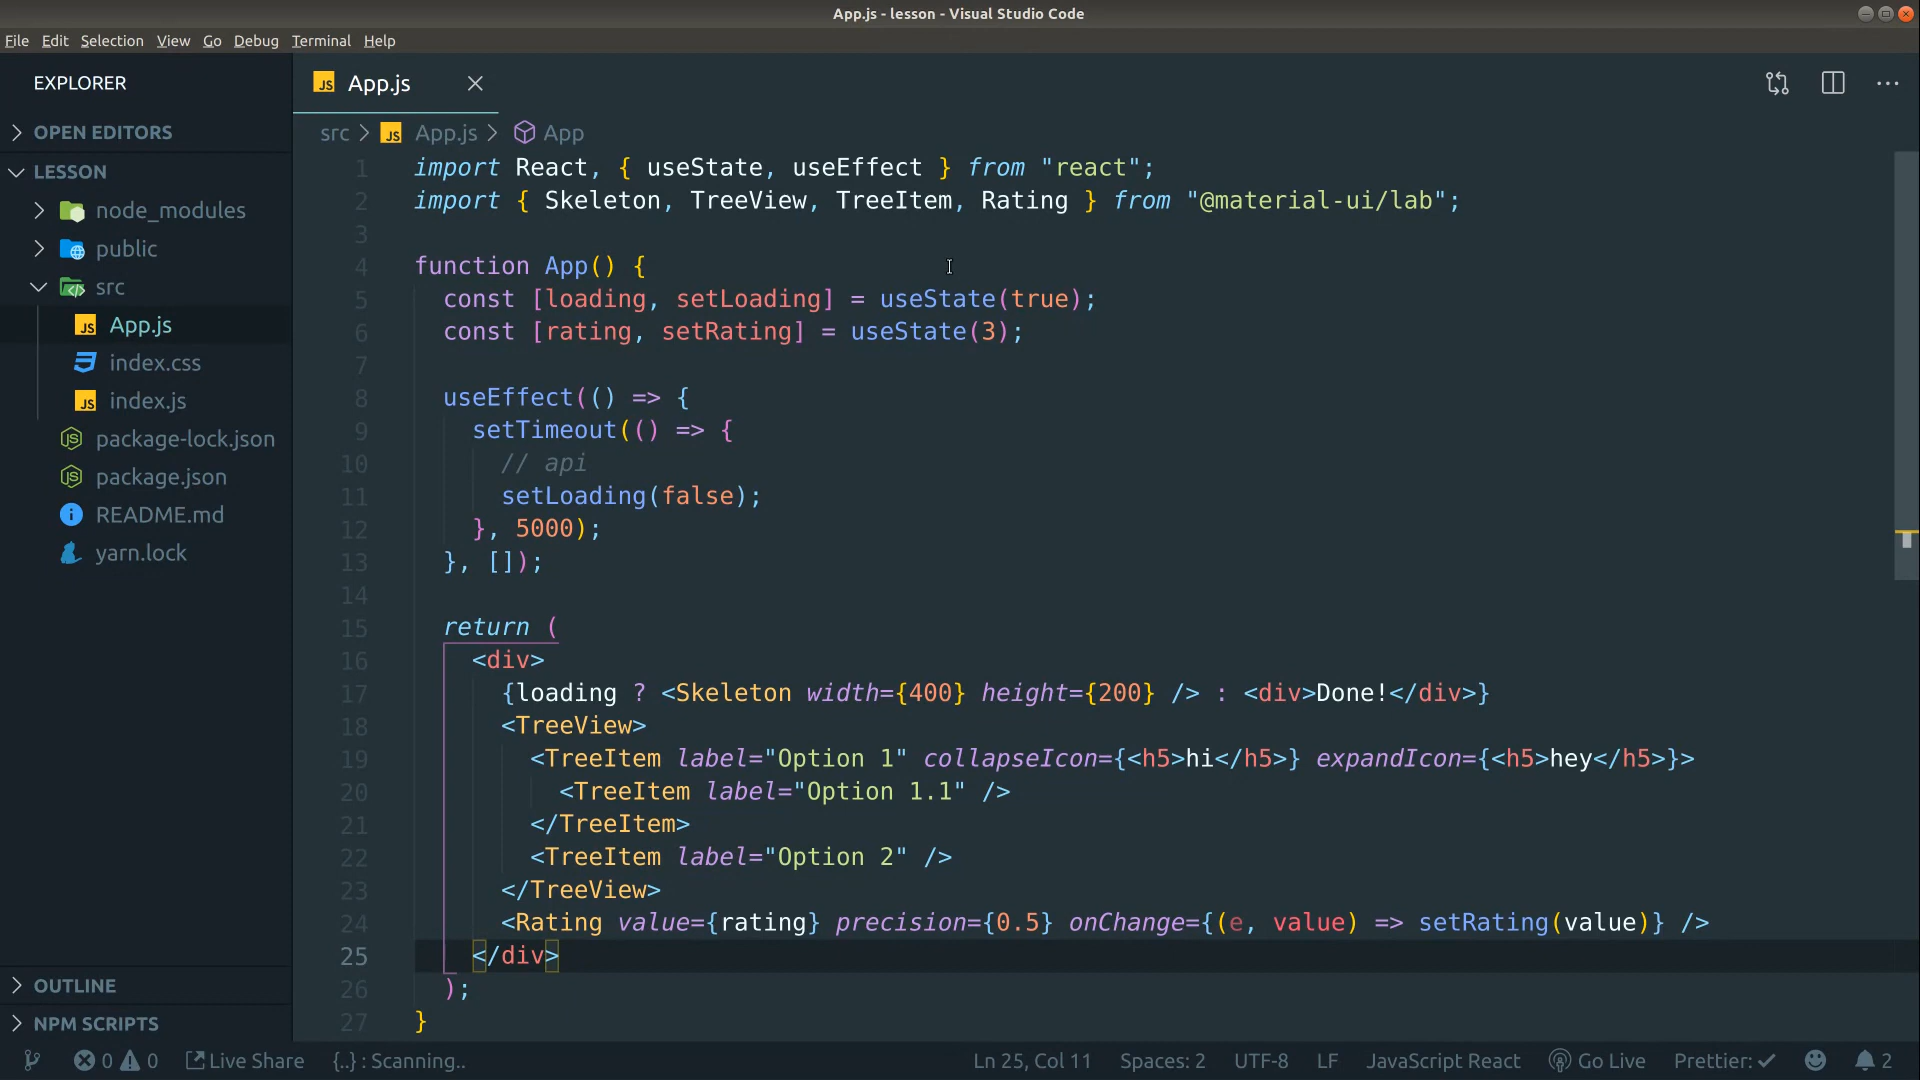 App.js - lesson - Visual Studio Code
File Edit Selection View Go Debug Terminal Help
EXPLORER
OPEN EDITORS
LESSON
node_modules
public
src
JS App.js
index.css
JS index.js
JS package-lock.json
JS package.json
README.md
yarn.lock
OUTLINE
NPM SCRIPTS
JS App.js
src > JS App.js > App
1 import React, { useState, useEffect } from "react";
2 import { Skeleton, TreeView, TreeItem, Rating } from "@material-ui/lab";
3
4 function App() {
5 const [loading, setLoading] = useState(true);
6 const [rating, setRating] = useState(3);
7
8 useEffect(() => {
9 setTimeout(() => {
10 // api
11 setLoading(false);
12 }, 5000);
13 }, []);
14
15 return (
16 <div>
17 {loading ? <Skeleton width={400} height={200} /> : <div>Done!</div>}
18 <TreeView>
19 <TreeItem label="Option 1" collapseIcon={<h5>hi</h5>} expandIcon={<h5>hey</h5>}>
20 <TreeItem label="Option 1.1" />
21 </TreeItem>
22 <TreeItem label="Option 2" />
23 </TreeView>
24 <Rating value={rating} precision={0.5} onChange={(e, value) => setRating(value)} />
25 </div>
26 );
27 }
0 0 Live Share {..} : Scanning.. Ln 25, Col 11 Spaces: 2 UTF-8 LF JavaScript React Go Live Prettier: ✓ 2